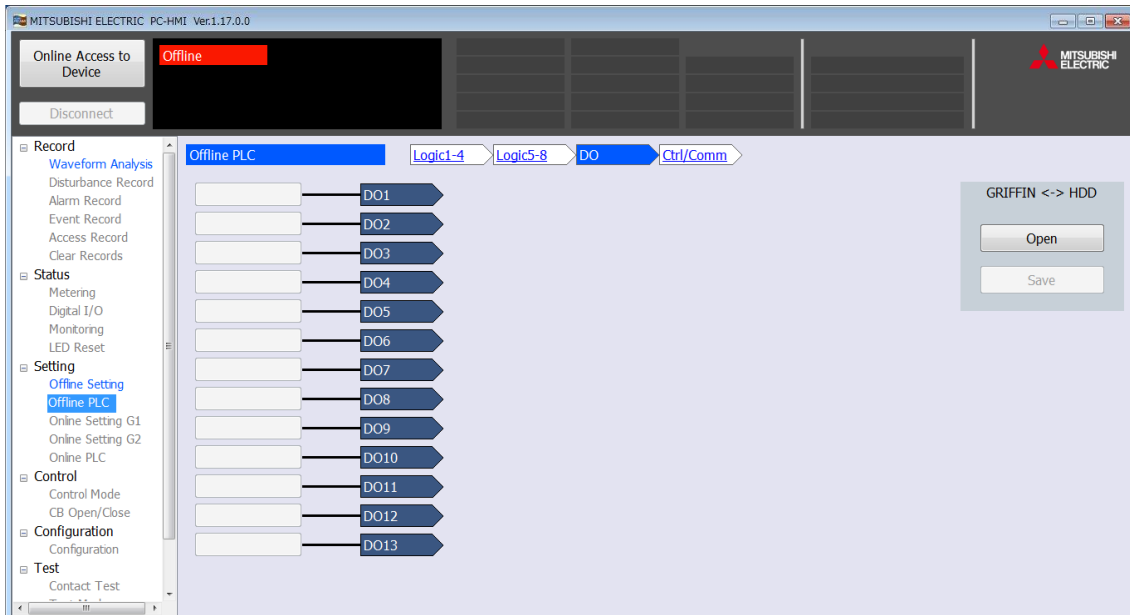 MITSUBISHI ELECTRIC PC-HMI Ver.1.17.0.0
Online Access to
Device
Disconnect
Offline
MITSUBISHI
ELECTRIC
Record
Waveform Analysis
Disturbance Record
Alarm Record
Event Record
Access Record
Clear Records
Status
Metering
Digital I/O
Monitoring
LED Reset
Setting
Offline Setting
Offline PLC
Online Setting G1
Online Setting G2
Online PLC
Control
Control Mode
CB Open/Close
Configuration
Configuration
Test
Contact Test
Offline PLC
Logic1-4
Logic5-8
DO
Ctrl/Comm
DO1
DO2
DO3
DO4
DO5
DO6
DO7
DO8
DO9
DO10
DO11
DO12
DO13
GRIFFIN <-> HDD
Open
Save